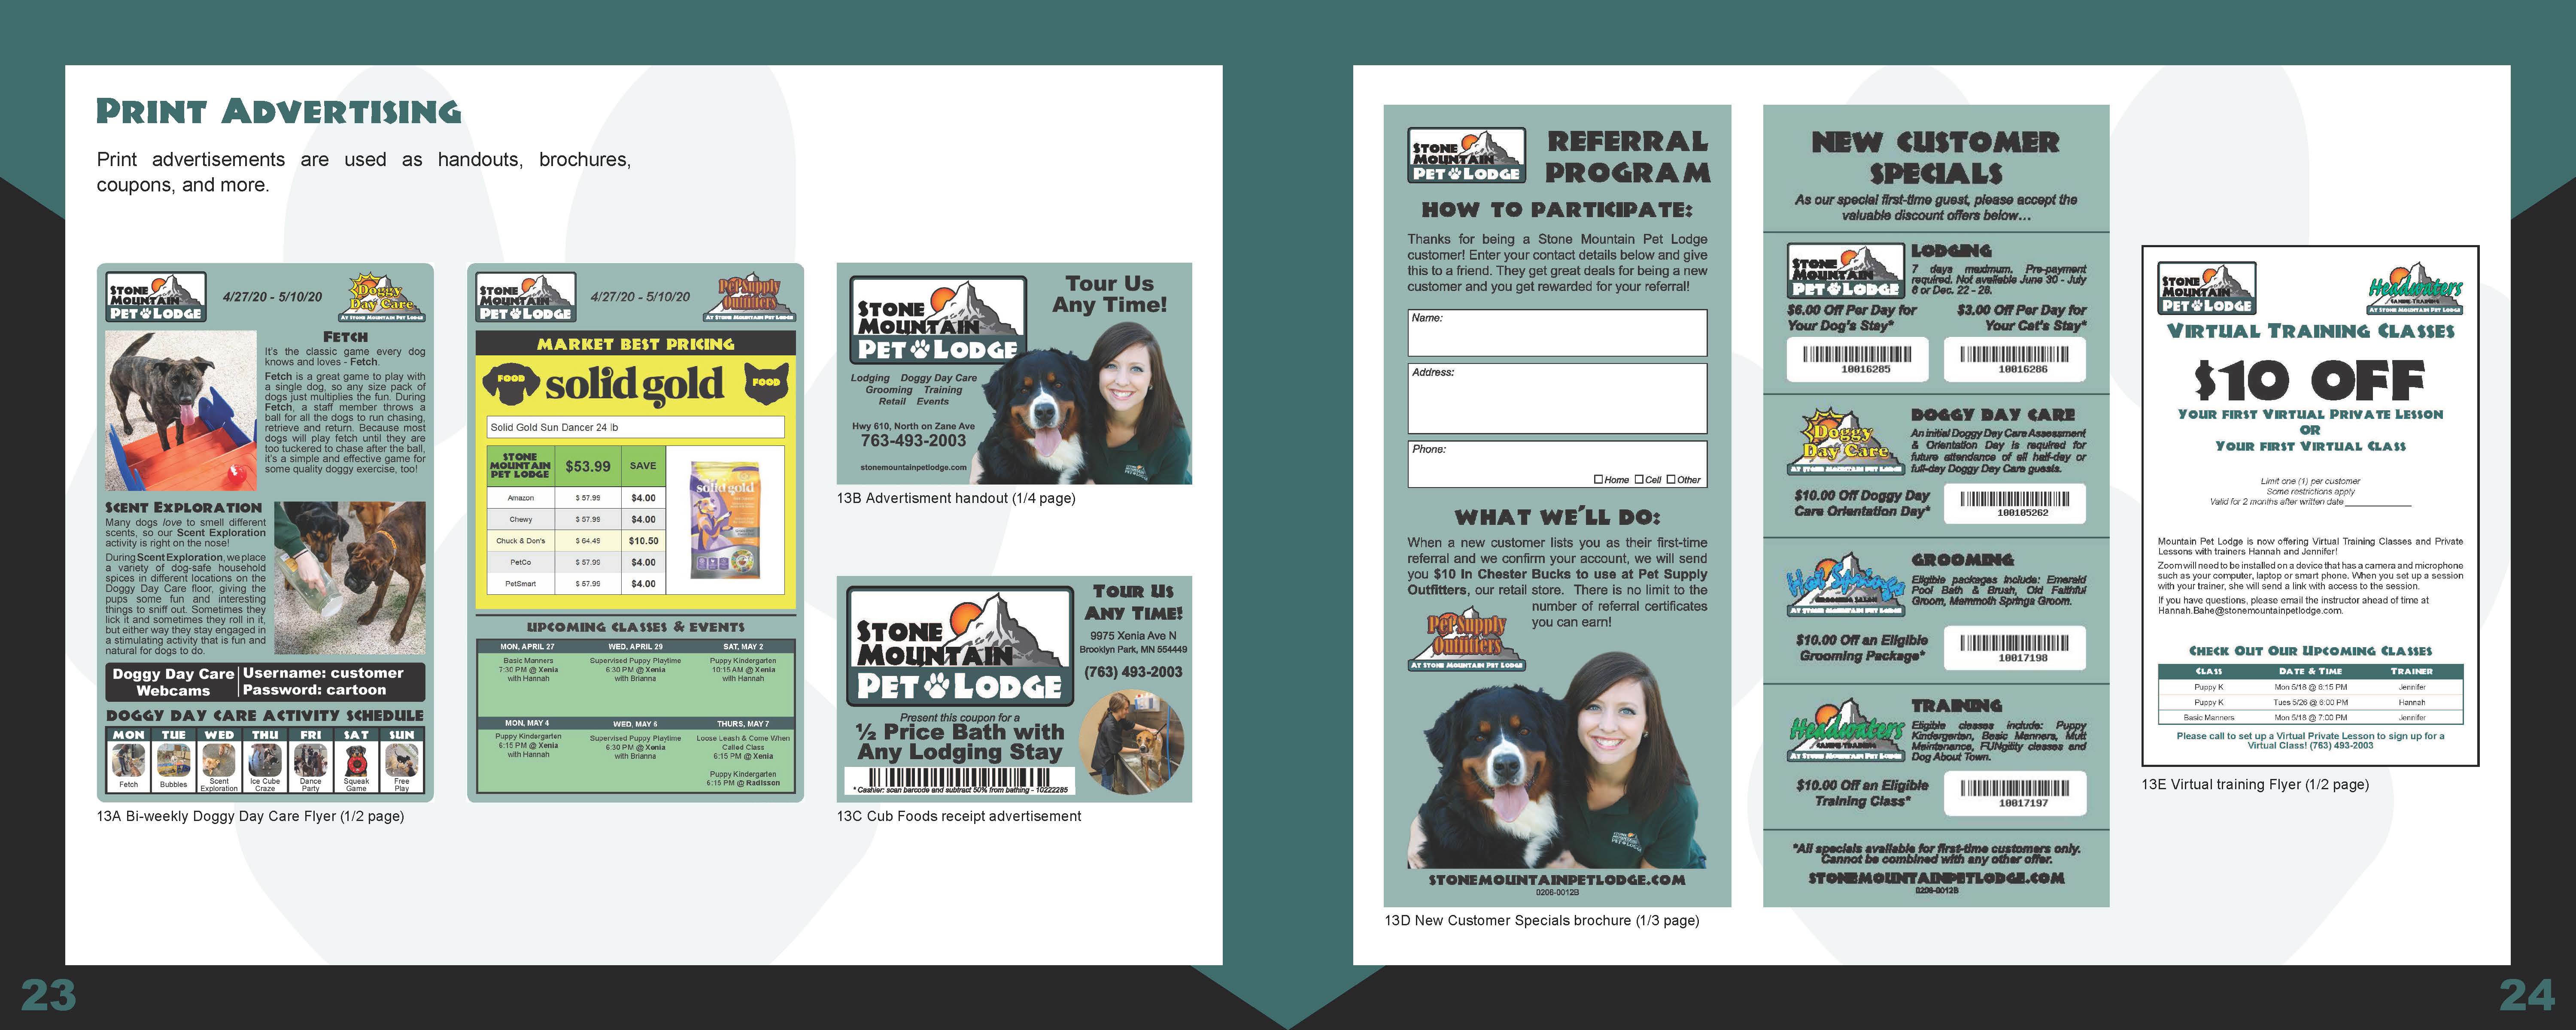 PRINT ADVERTISING
Print advertisements are used as handouts, brochures,
coupons, and more.
STONE
MOUNTAIN
PET LODGE
4/27/20 - 5/10/20
Doggy
Day Care
AT STONE MOUNTAIN PET LODGE
FETCH
It's the classic game every dog
knows and loves - Fetch.
Fetch is a great game to play with
a single dog, so any size pack of
dogs just multiplies the fun. During
Fetch, a staff member throws a
ball for all the dogs to run chasing,
retrieve and return. Because most
dogs will play fetch until they are
too tuckered to chase after the ball,
it's a simple and effective game for
some quality doggy exercise, too!
SCENT EXPLORATION
Many dogs love to smell different
scents, so our Scent Exploration
activity is right on the nose!
During Scent Exploration, we place
a variety of dog-safe household
spices in different locations on the
Doggy Day Care floor, giving the
pups some fun and interesting
things to sniff out. Sometimes they
lick it and sometimes they roll in it,
but either way they stay engaged in
a stimulating activity that is fun and
natural for dogs to do.
Doggy Day Care
Webcams
Username: customer
Password: cartoon
DOGGY DAY CARE ACTIVITY SCHEDULE
MON TUE WED THU FRI SAT SUN
Fetch
Bubbles
Scent
Exploration
Ice Cube
Craze
Dance
Party
Squeak
Game
Free
Play
13A Bi-weekly Doggy Day Care Flyer (1/2 page)
STONE
MOUNTAIN
PET LODGE
4/27/20 - 5/10/20
Pet Supply
Outfitters
AT STONE MOUNTAIN PET LODGE
MARKET BEST PRICING
FOOD
solid gold
FOOD
Solid Gold Sun Dancer 24 lb
STONE
MOUNTAIN
PET LODGE
$53.99
SAVE
Amazon $ 57.99 $4.00
Chewy $ 57.99 $4.00
Chuck & Don's $ 64.49 $10.50
PetCo $ 57.99 $4.00
PetSmart $ 57.99 $4.00
solid gold
UPCOMING CLASSES & EVENTS
MON, APRIL 27
Basic Manners
7:30 PM @ Xenia
with Hannah
WED, APRIL 29
Supervised Puppy Playtime
6:30 PM @ Xenia
with Brianna
SAT, MAY 2
Puppy Kindergarten
10:15 AM @ Xenia
with Hannah
MON, MAY 4
Puppy Kindergarten
6:15 PM @ Xenia
with Hannah
WED, MAY 6
Supervised Puppy Playtime
6:30 PM @ Xenia
with Brianna
THURS, MAY 7
Loose Leash & Come When
Called Class
6:15 PM @ Xenia
Puppy Kindergarten
6:15 PM @ Radisson
STONE
MOUNTAIN
PET LODGE
Tour Us
Any Time!
Lodging Doggy Day Care
Grooming Training
Retail Events
Hwy 610, North on Zane Ave
763-493-2003
stonemountainpetlodge.com
13B Advertisment handout (1/4 page)
STONE
MOUNTAIN
PET LODGE
TOUR US
ANY TIME!
9975 Xenia Ave N
Brooklyn Park, MN 554449
(763) 493-2003
Present this coupon for a
½ Price Bath with
Any Lodging Stay
* Cashier: scan barcode and subtract 50% from bathing - 10222285
13C Cub Foods receipt advertisement
23
STONE
MOUNTAIN
PET LODGE
REFERRAL
PROGRAM
HOW TO PARTICIPATE:
Thanks for being a Stone Mountain Pet Lodge
customer! Enter your contact details below and give
this to a friend. They get great deals for being a new
customer and you get rewarded for your referral!
Name:
Address:
Phone:
Home Cell Other
WHAT WE'LL DO:
When a new customer lists you as their first-time
referral and we confirm your account, we will send
you $10 In Chester Bucks to use at Pet Supply
Outfitters, our retail store. There is no limit to the
number of referral certificates
you can earn!
Pet Supply
Outfitters
AT STONE MOUNTAIN PET LODGE
STONE
MOUNTAIN
PET LODGE
STONEMOUNTAINPETLODGE.COM
0206-0012B
13D New Customer Specials brochure (1/3 page)
NEW CUSTOMER
SPECIALS
As our special first-time guest, please accept the
valuable discount offers below...
STONE
MOUNTAIN
PET LODGE
LODGING
7 days maximum. Pre-payment
required. Not available June 30 - July
6 or Dec. 22 - 28.
$6.00 Off Per Day for
Your Dog's Stay*
$3.00 Off Per Day for
Your Cat's Stay*
10016285
10016286
Doggy
Day Care
AT STONE MOUNTAIN PET LODGE
DOGGY DAY CARE
An initial Doggy Day Care Assessment
& Orientation Day is required for
future attendance of all half-day or
full-day Doggy Day Care guests.
$10.00 Off Doggy Day
Care Orientation Day*
100105262
Hot Springs
GROOMING SALON
AT STONE MOUNTAIN PET LODGE
GROOMING
Eligible packages include: Emerald
Pool Bath & Brush, Old Faithful
Groom, Mammoth Springs Groom.
$10.00 Off an Eligible
Grooming Package*
10017198
Headwaters
CANINE TRAINING
AT STONE MOUNTAIN PET LODGE
TRAINING
Eligible classes include: Puppy
Kindergarten, Basic Manners, Mutt
Maintenance, FUNgility classes and
Dog About Town.
$10.00 Off an Eligible
Training Class*
10017197
*All specials available for first-time customers only.
Cannot be combined with any other offer.
STONEMOUNTAINPETLODGE.COM
0206-0012B
STONE
MOUNTAIN
PET LODGE
Headwaters
CANINE TRAINING
AT STONE MOUNTAIN PET LODGE
VIRTUAL TRAINING CLASSES
$10 OFF
YOUR FIRST VIRTUAL PRIVATE LESSON
OR
YOUR FIRST VIRTUAL CLASS
Limit one (1) per customer
Some restrictions apply
Valid for 2 months after written date
Mountain Pet Lodge is now offering Virtual Training Classes and Private
Lessons with trainers Hannah and Jennifer!
Zoom will need to be installed on a device that has a camera and microphone
such as your computer, laptop or smart phone. When you set up a session
with your trainer, she will send a link with access to the session.
If you have questions, please email the instructor ahead of time at
Hannah.Bahe@stonemountainpetlodge.com.
CHECK OUT OUR UPCOMING CLASSES
CLASS DATE & TIME TRAINER
Puppy K Mon 5/18 @ 6:15 PM Jennifer
Puppy K Tues 5/26 @ 6:00 PM Hannah
Basic Manners Mon 5/18 @ 7:00 PM Jennifer
Please call to set up a Virtual Private Lesson to sign up for a
Virtual Class! (763) 493-2003
13E Virtual training Flyer (1/2 page)
24